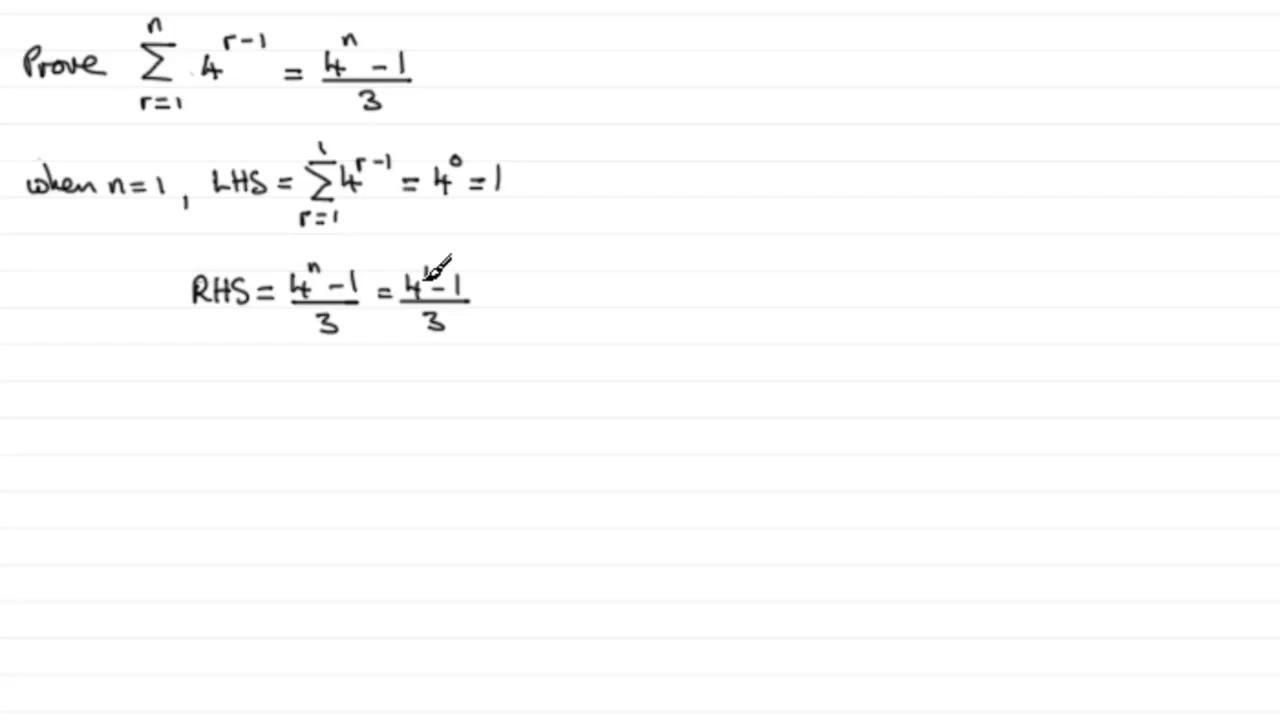 Prove \sum_{r=1}^{n} 4^{r-1} = \frac{4^n - 1}{3}
when n=1, LHS = \sum_{r=1}^{1} 4^{r-1} = 4^0 = 1
RHS = \frac{4^n - 1}{3} = \frac{4^1 - 1}{3}